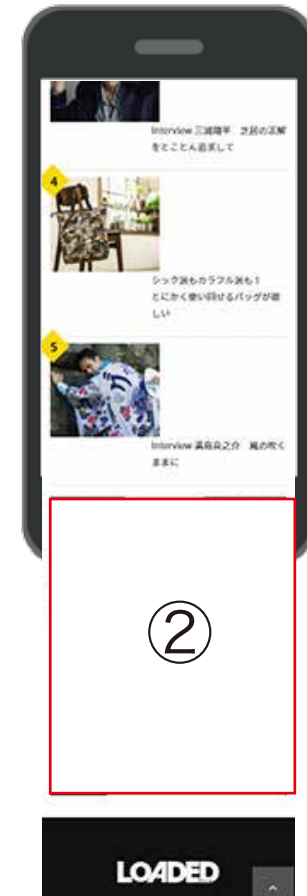 Interview 三浦翔平　芝居の正解
をとことん追求して
4
シック派もカラフル派も！
とにかく使い回せるバッグが欲
しい
5
Interview 眞島真之介　風の吹く
ままに
②
LOADED